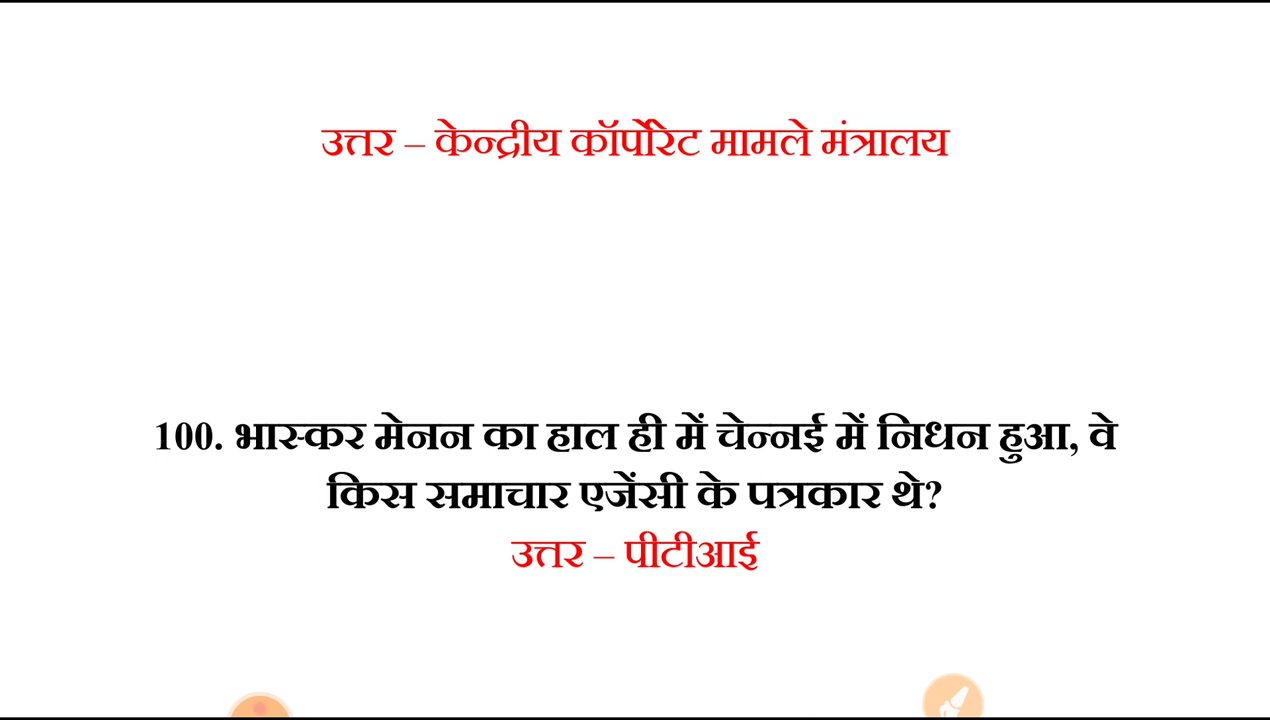 उत्तर – केन्द्रीय कॉर्पोरेट मामले मंत्रालय
100. भास्कर मेनन का हाल ही में चेन्नई में निधन हुआ, वे
किस समाचार एजेंसी के पत्रकार थे?
उत्तर – पीटीआई